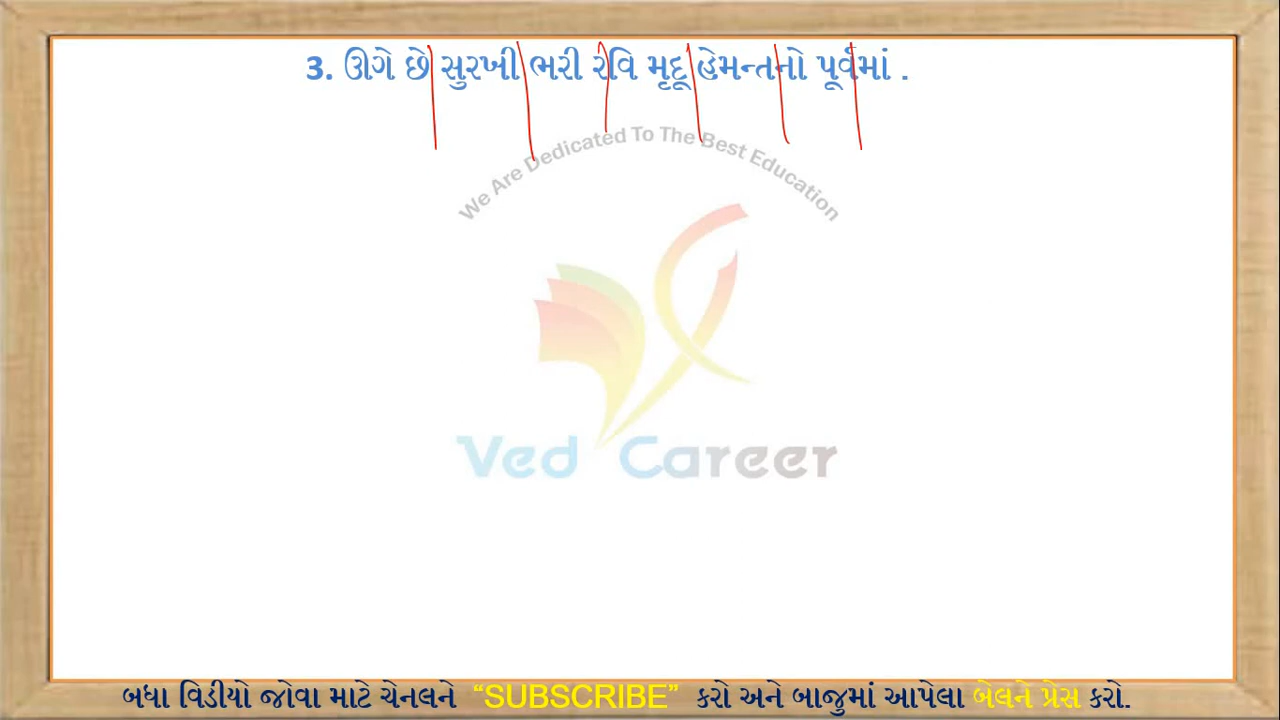 3. ઊગે છે સુરખી ભરી રવિ મૃદૂ હેમન્તનો પૂર્વમાં .
We Are Dedicated To The Best Education
Ved Career
બધા વિડીયો જોવા માટે ચેનલને “SUBSCRIBE” કરો અને બાજુમાં આપેલા બેલને પ્રેસ કરો.